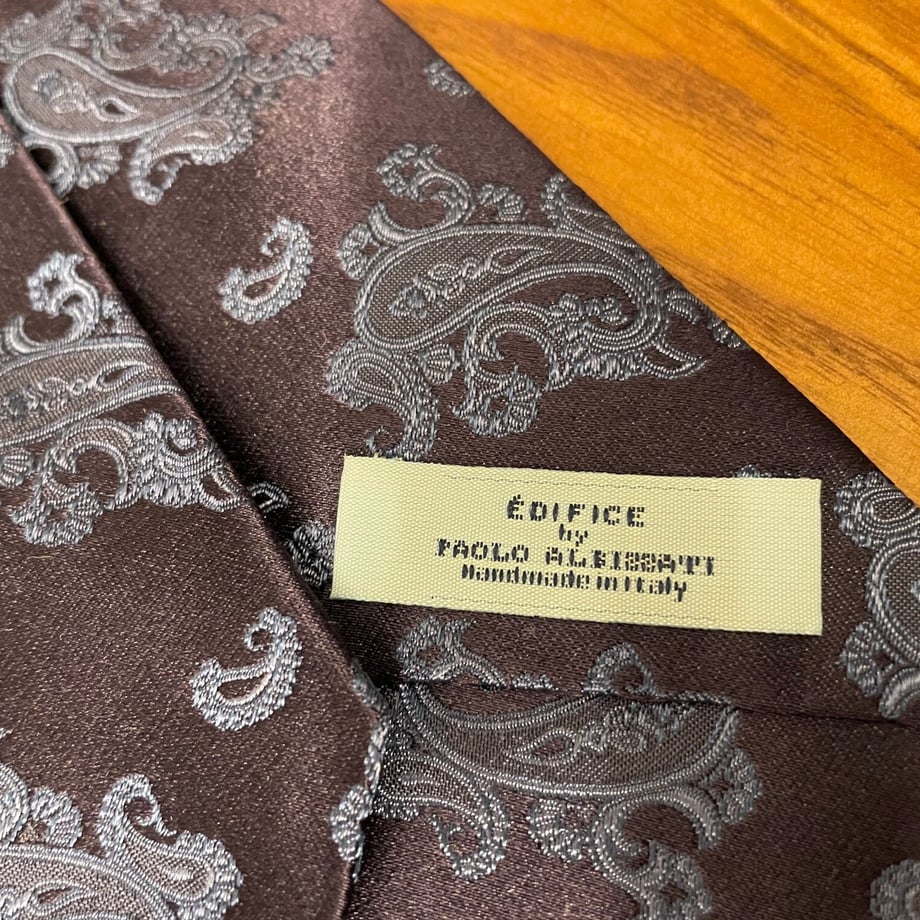 ÉDIFICE
by
PAOLO ALBIZZATI
Handmade in Italy